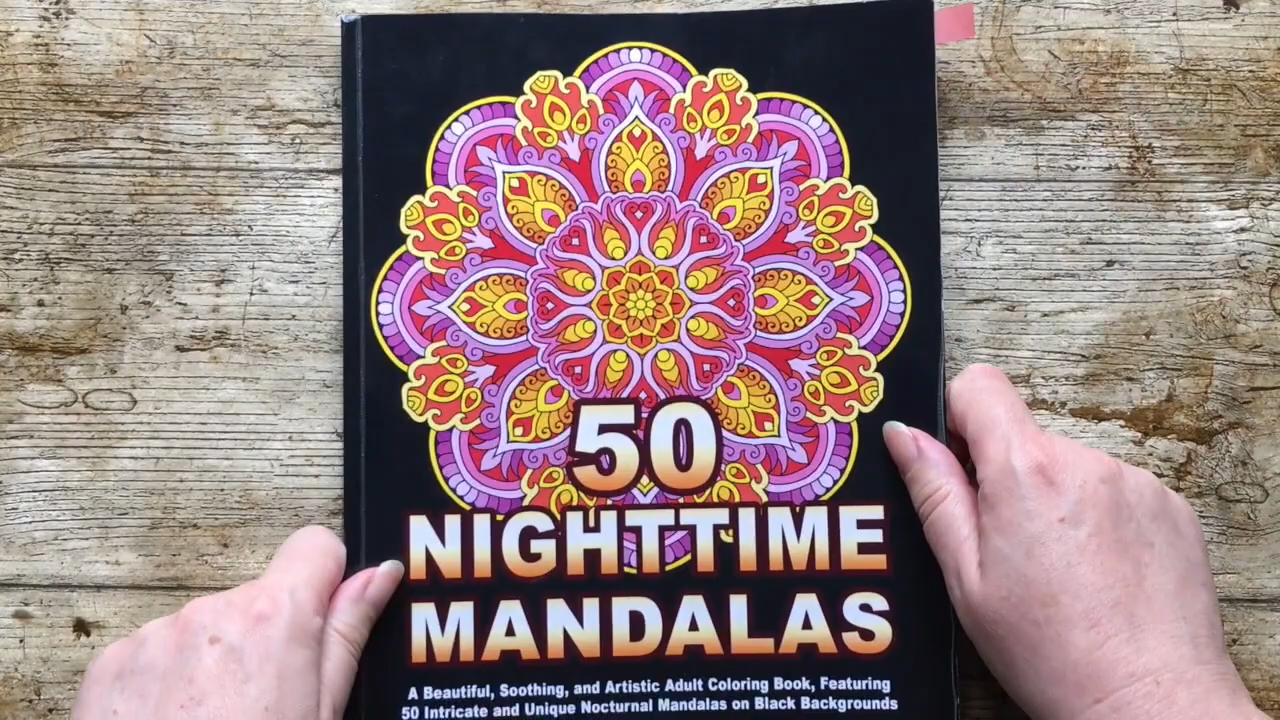 50
NIGHTTIME
MANDALAS
A Beautiful, Soothing, and Artistic Adult Coloring Book, Featuring
50 Intricate and Unique Nocturnal Mandalas on Black Backgrounds